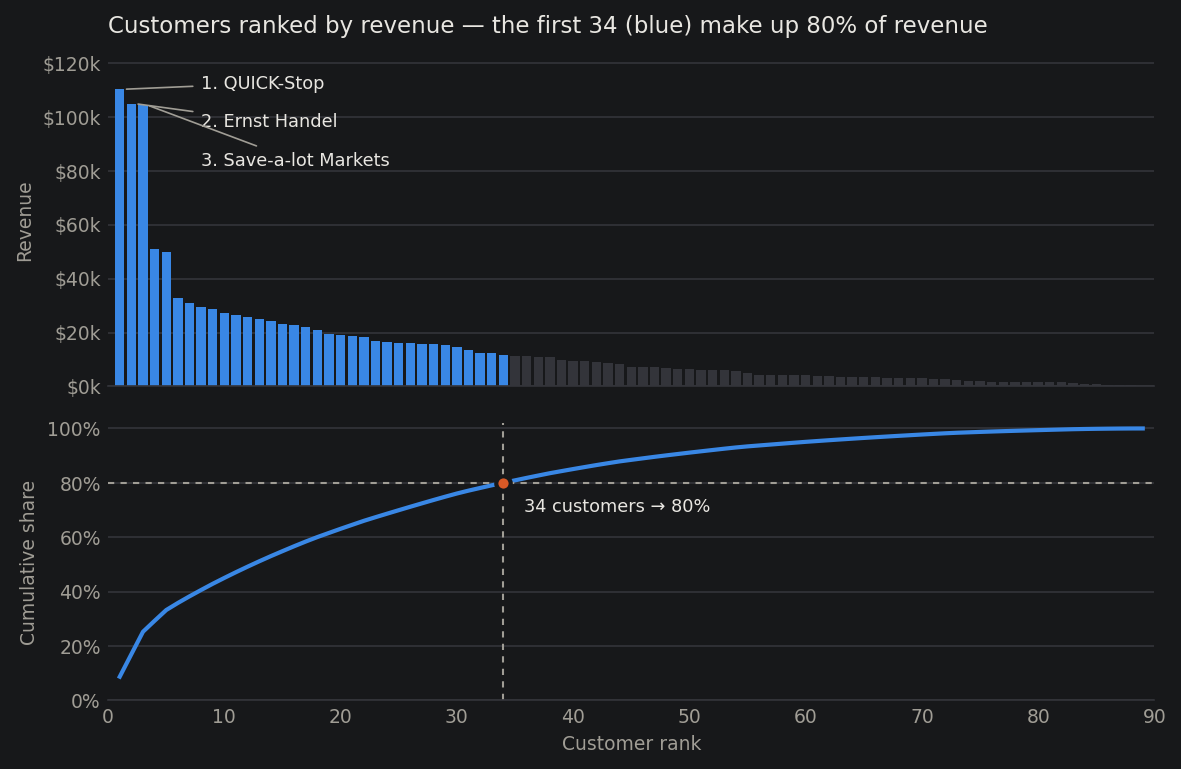 Customers ranked by revenue — the first 34 (blue) make up 80% of revenue
$120k
$100k
$80k
$60k
$40k
$20k
$0k
Revenue
1. QUICK-Stop
2. Ernst Handel
3. Save-a-lot Markets
100%
80%
60%
40%
20%
0%
Cumulative share
34 customers → 80%
0 10 20 30 40 50 60 70 80 90
Customer rank